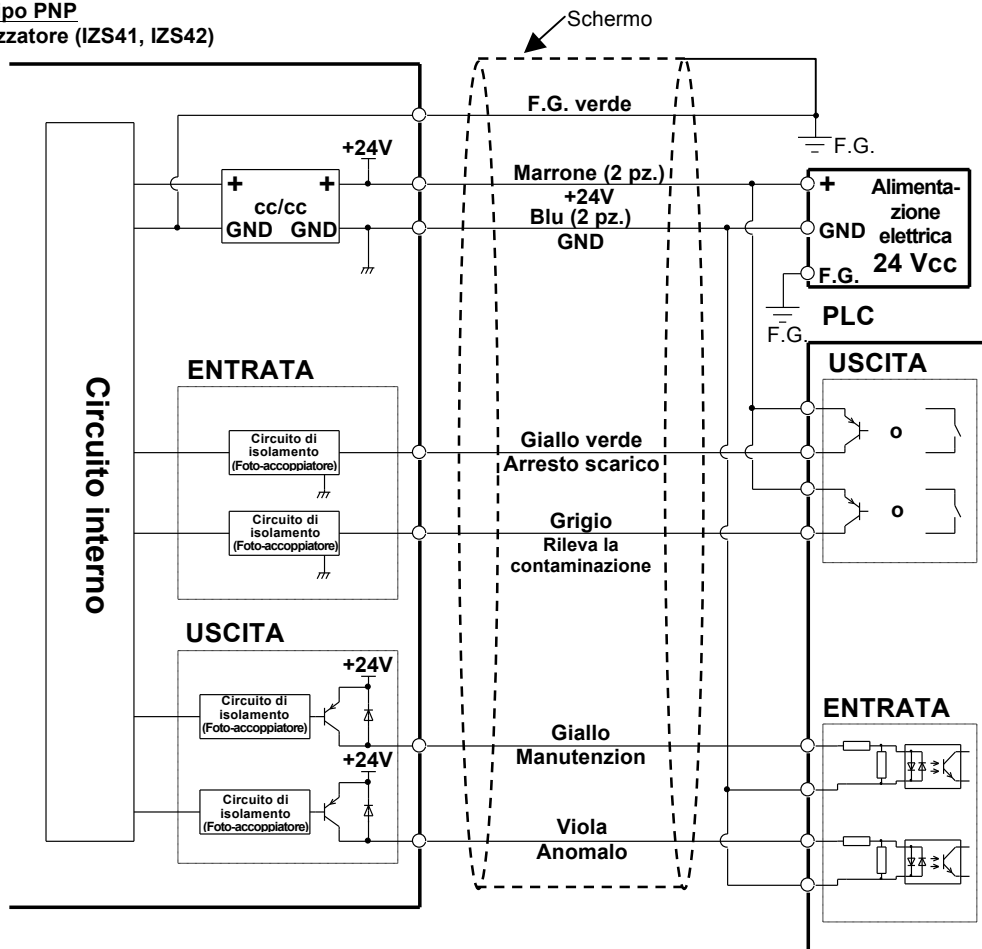 po PNP
zzatore (IZS41, IZS42)
Schermo
F.G. verde
F.G.
+24V
Marrone (2 pz.)
+24V
Blu (2 pz.)
GND
+ +
cc/cc
GND GND
+
Alimenta-
zione
GND elettrica
24 Vcc
F.G.
F.G.
PLC
Circuito interno
ENTRATA
Circuito di
isolamento
(Foto-accoppiatore)
Circuito di
isolamento
(Foto-accoppiatore)
Giallo verde
Arresto scarico
Grigio
Rileva la
contaminazione
USCITA
o
o
USCITA
+24V
Circuito di
isolamento
(Foto-accoppiatore)
+24V
Circuito di
isolamento
(Foto-accoppiatore)
Giallo
Manutenzion
Viola
Anomalo
ENTRATA